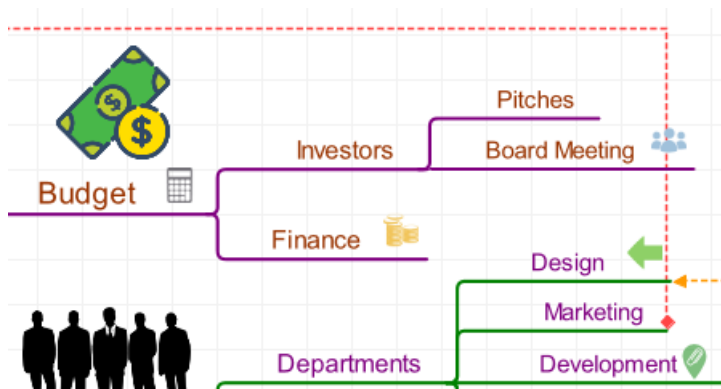 Pitches
Investors
Board Meeting
Budget
Finance
Design
Marketing
Departments
Development